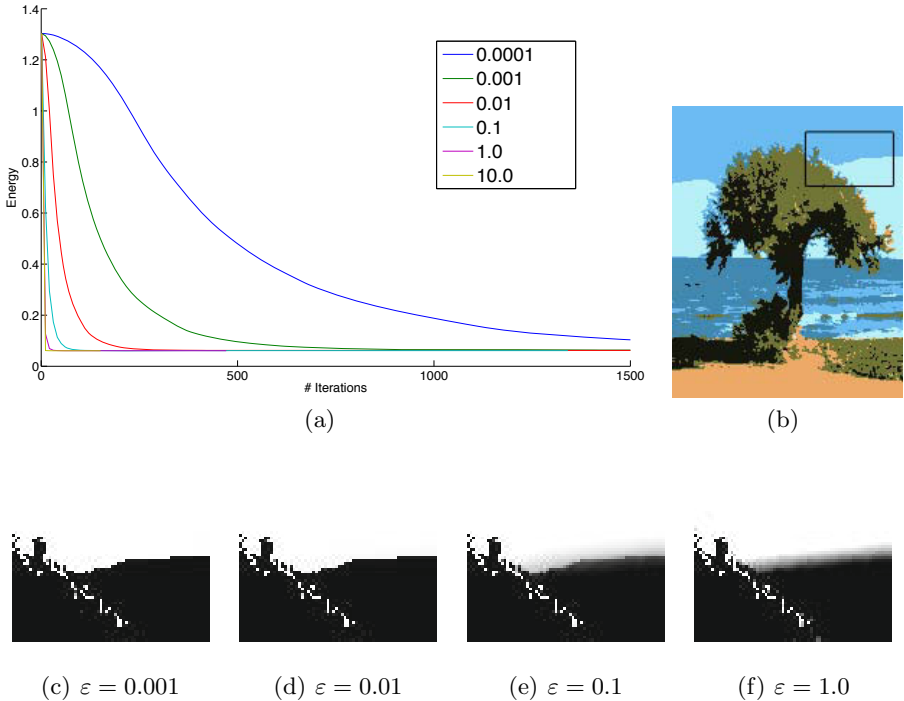 1.4
1.2
1
0.8
0.6
0.4
0.2
0
Energy
0.0001
0.001
0.01
0.1
1.0
10.0
0 500 1000 1500
# Iterations
(a)
(b)
(c) ε = 0.001
(d) ε = 0.01
(e) ε = 0.1
(f) ε = 1.0